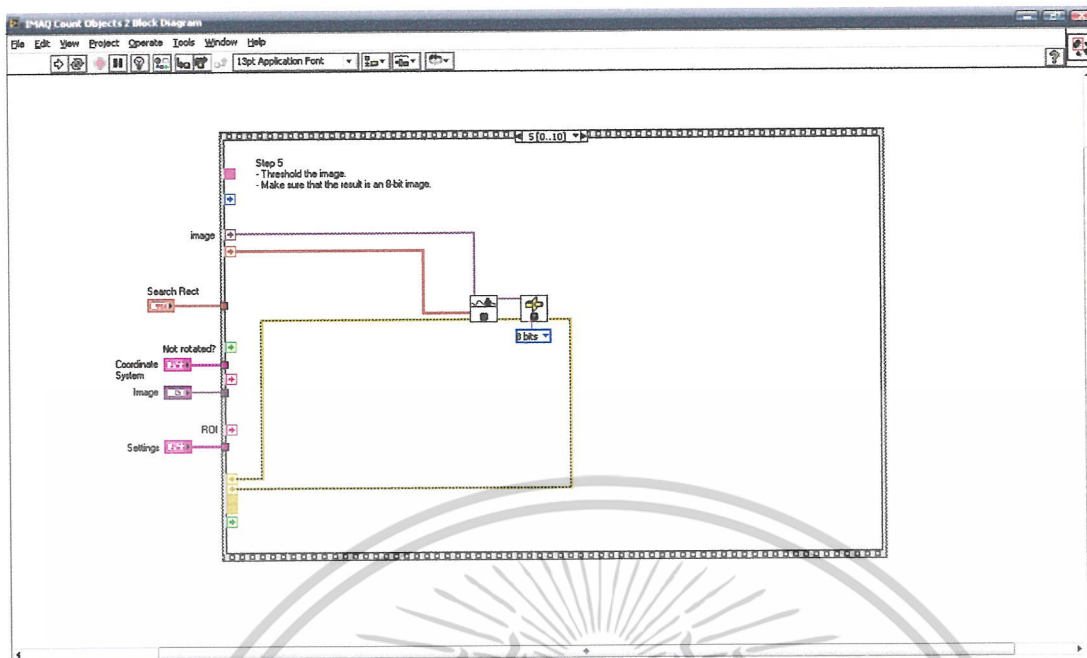 IMAQ Count Objects 2 Block Diagram
File Edit View Project Operate Tools Window Help
13pt Application Font
5 [0..10]
Step 5
- Threshold the image.
- Make sure that the result is an 8-bit image.
image
Search Rect
8 bits
Not rotated?
Coordinate
System
Image
ROI
Settings